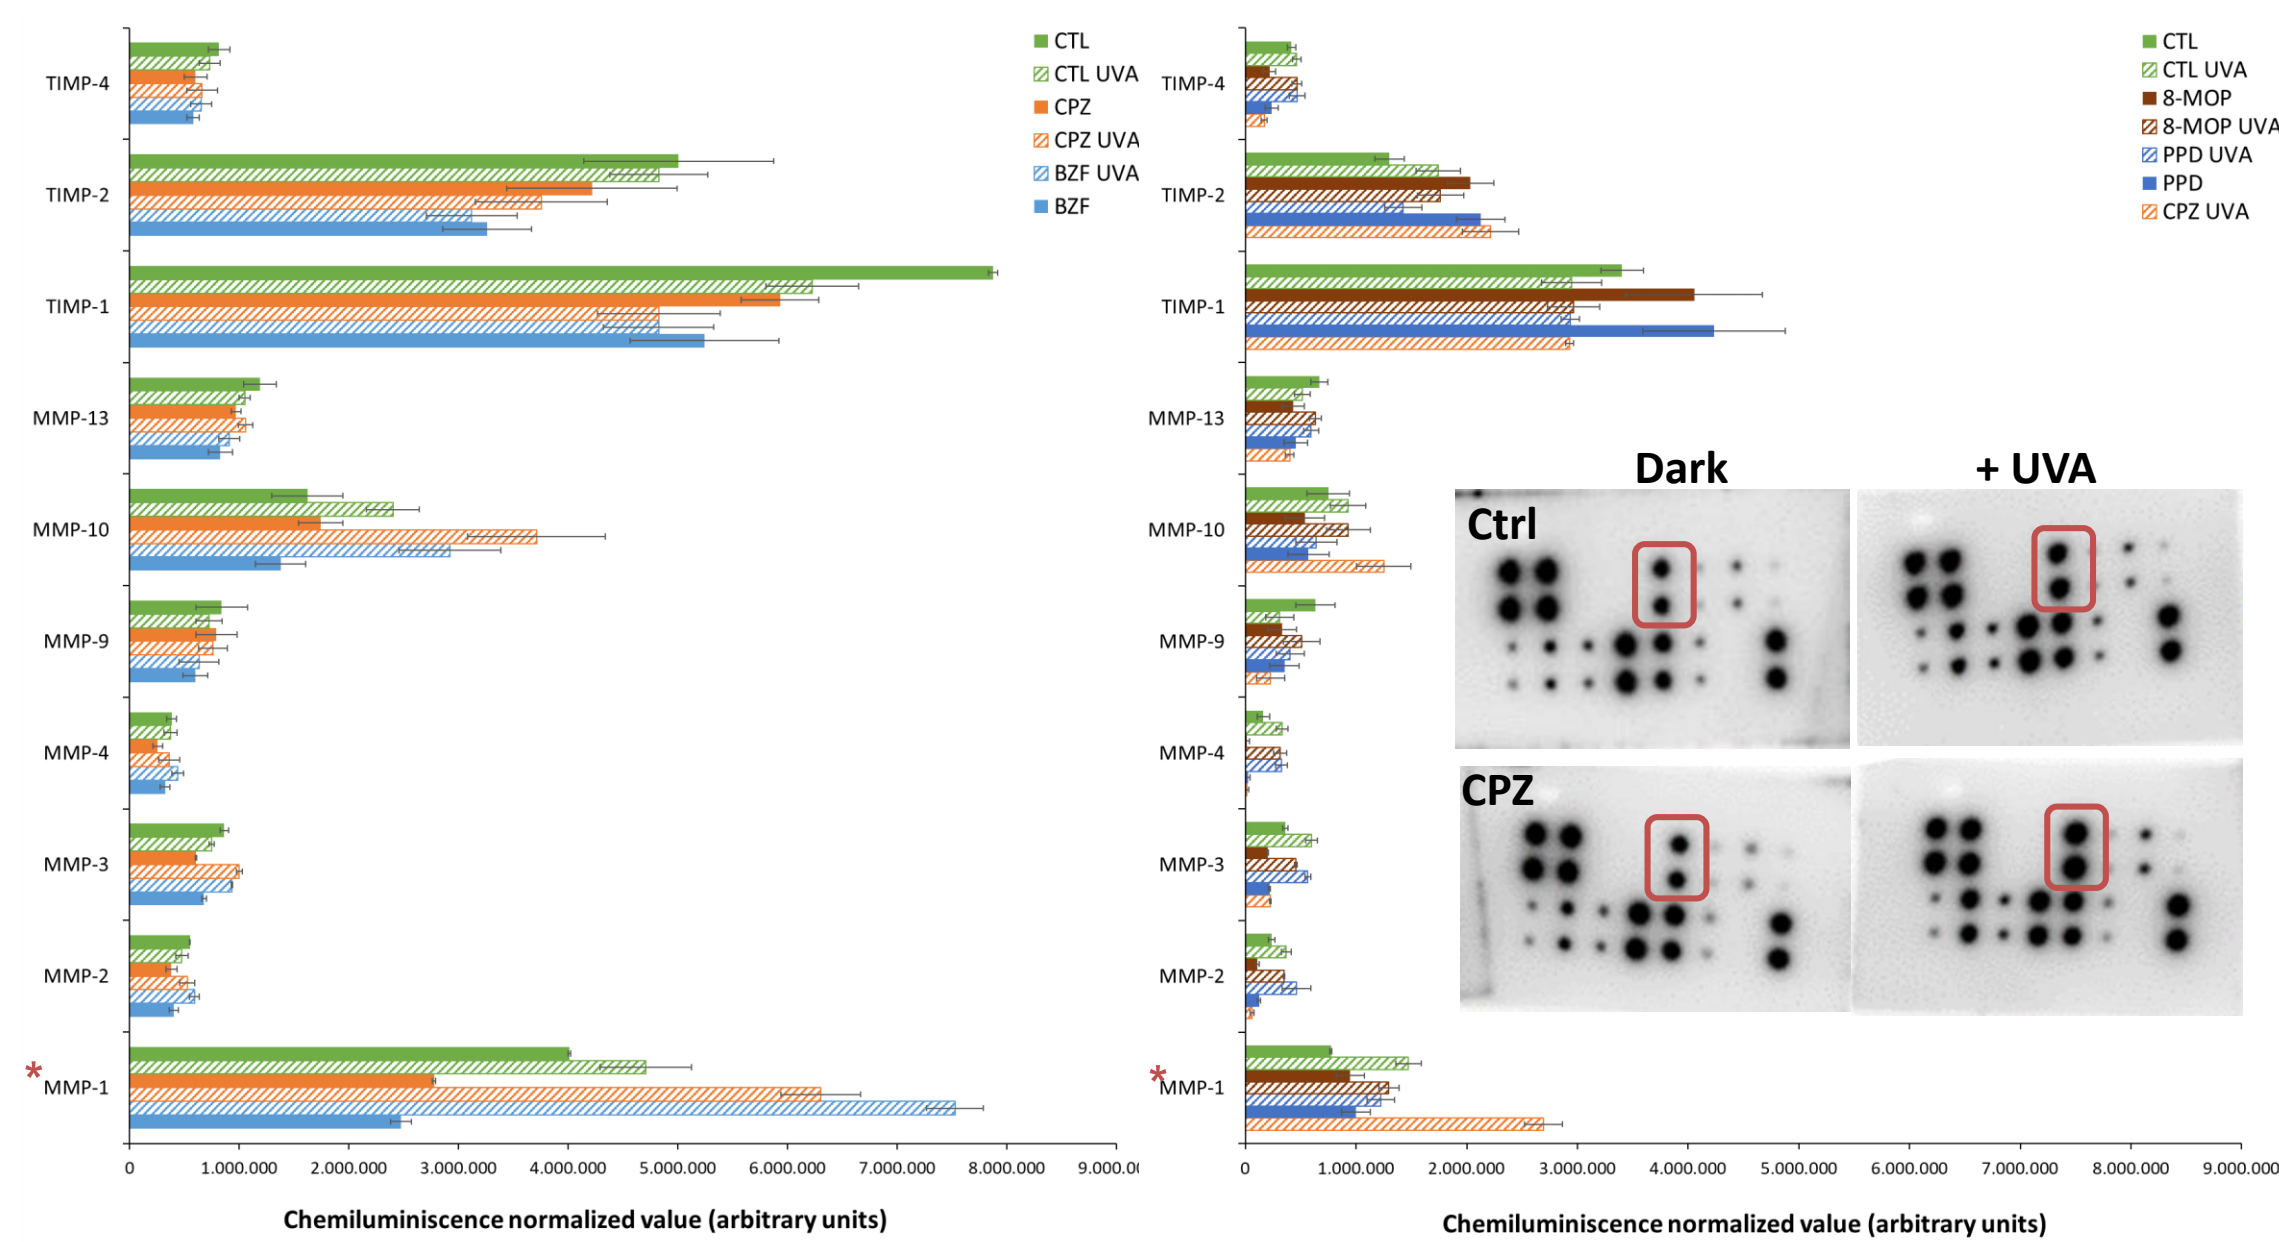 TIMP-4
TIMP-2
TIMP-1
MMP-13
MMP-10
MMP-9
MMP-4
MMP-3
MMP-2
* MMP-1
0 1.000.000 2.000.000 3.000.000 4.000.000 5.000.000 6.000.000 7.000.000 8.000.000 9.000.0
Chemiluminiscence normalized value (arbitrary units)
CTL
CTL UVA
CPZ
CPZ UVA
BZF UVA
BZF
TIMP-4
TIMP-2
TIMP-1
MMP-13
MMP-10
MMP-9
MMP-4
MMP-3
MMP-2
* MMP-1
0 1.000.000 2.000.000 3.000.000 4.000.000 5.000.000 6.000.000 7.000.000 8.000.000 9.000.000
Chemiluminiscence normalized value (arbitrary units)
CTL
CTL UVA
8-MOP
8-MOP UVA
PPD UVA
PPD
CPZ UVA
Dark + UVA
Ctrl
CPZ